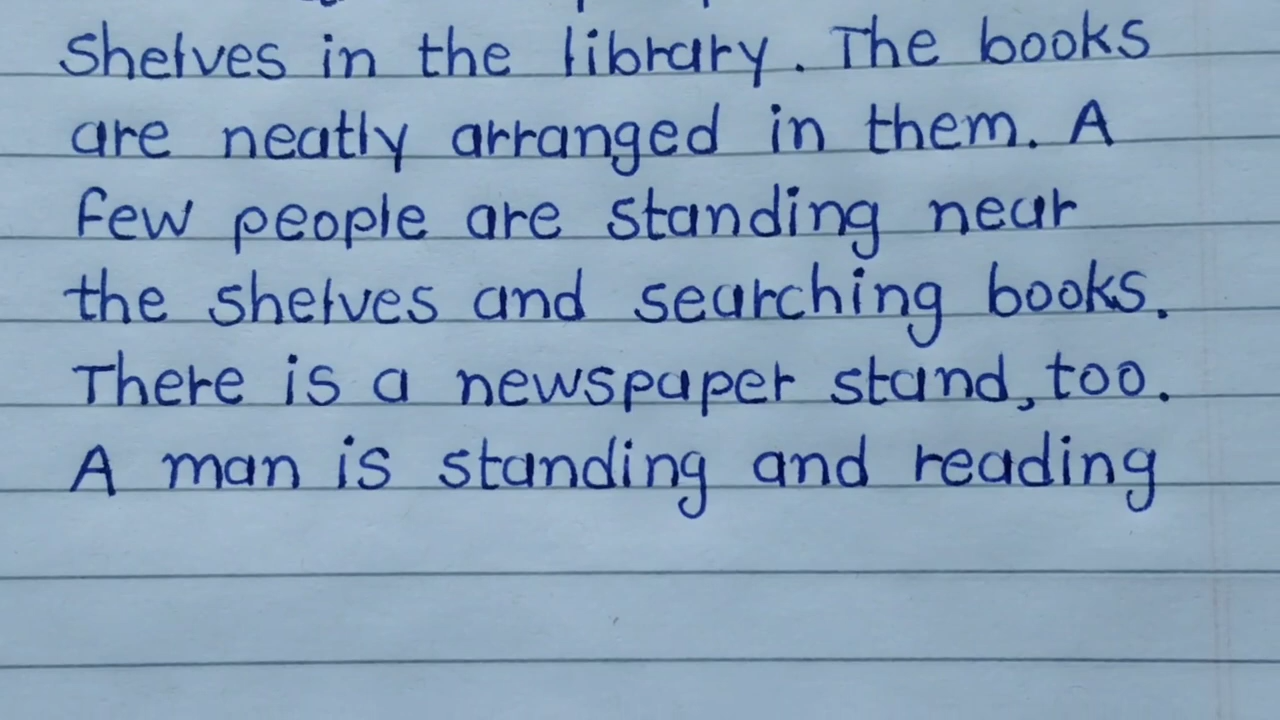 shelves in the library. The books
are neatly arranged in them. A
few people are standing near
the shelves and searching books.
There is a newspaper stand, too.
A man is standing and reading